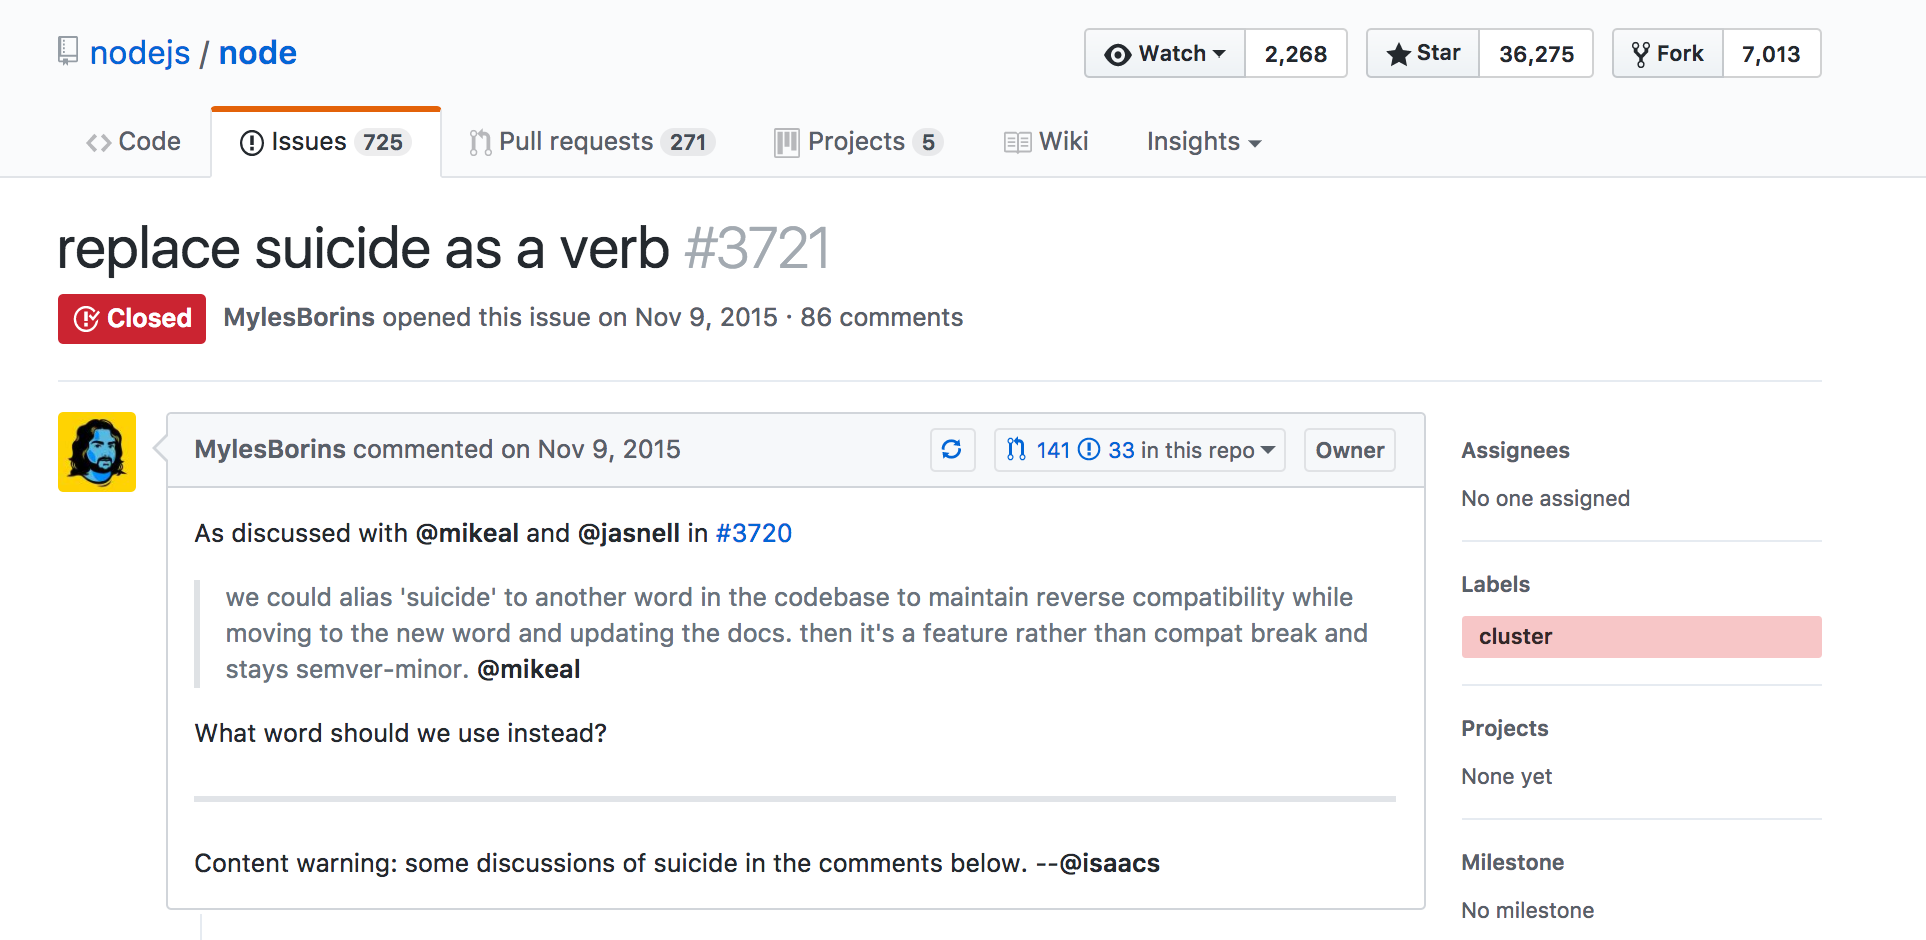 nodejs / node
Watch 2,268 Star 36,275 Fork 7,013
Code Issues 725 Pull requests 271 Projects 5 Wiki Insights
replace suicide as a verb #3721
Closed MylesBorins opened this issue on Nov 9, 2015 · 86 comments
MylesBorins commented on Nov 9, 2015 141 33 in this repo Owner
As discussed with @mikeal and @jasnell in #3720
we could alias 'suicide' to another word in the codebase to maintain reverse compatibility while
moving to the new word and updating the docs. then it's a feature rather than compat break and
stays semver-minor. @mikeal
What word should we use instead?
Content warning: some discussions of suicide in the comments below. --@isaacs
Assignees
No one assigned
Labels
cluster
Projects
None yet
Milestone
No milestone